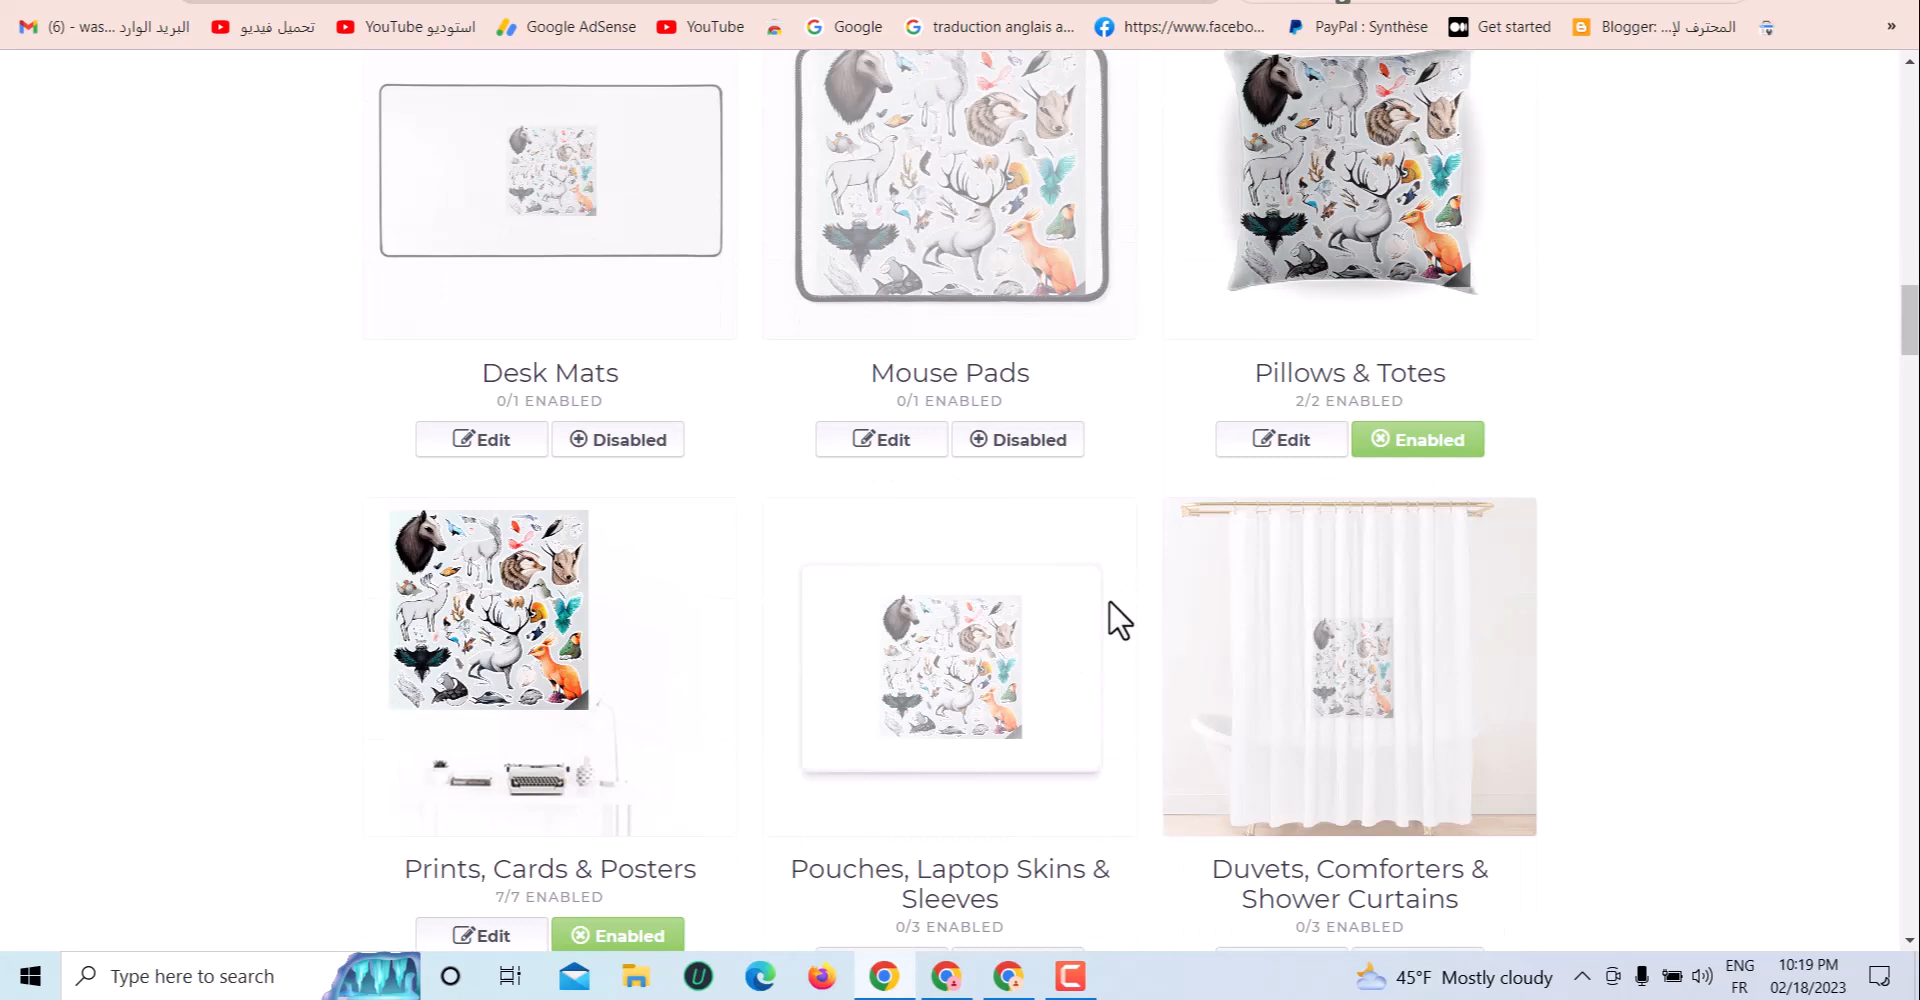 البريد الوارد (6) - was...
تحميل فيديو
استوديو YouTube
Google AdSense
YouTube
Google
traduction anglais a...
https://www.facebo...
PayPal : Synthèse
Get started
Blogger: ...المحترف لإ
»
Desk Mats
0/1 ENABLED
Edit
Disabled
Mouse Pads
0/1 ENABLED
Edit
Disabled
Pillows & Totes
2/2 ENABLED
Edit
Enabled
Prints, Cards & Posters
7/7 ENABLED
Edit
Enabled
Pouches, Laptop Skins &
Sleeves
0/3 ENABLED
Duvets, Comforters &
Shower Curtains
0/3 ENABLED
Type here to search
45°F Mostly cloudy
ENG
FR
10:19 PM
02/18/2023